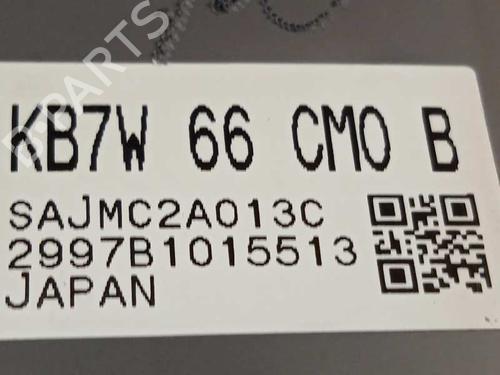 KB7W 66 CM0 B
SAJMC2A013C
2997B1015513
JAPAN